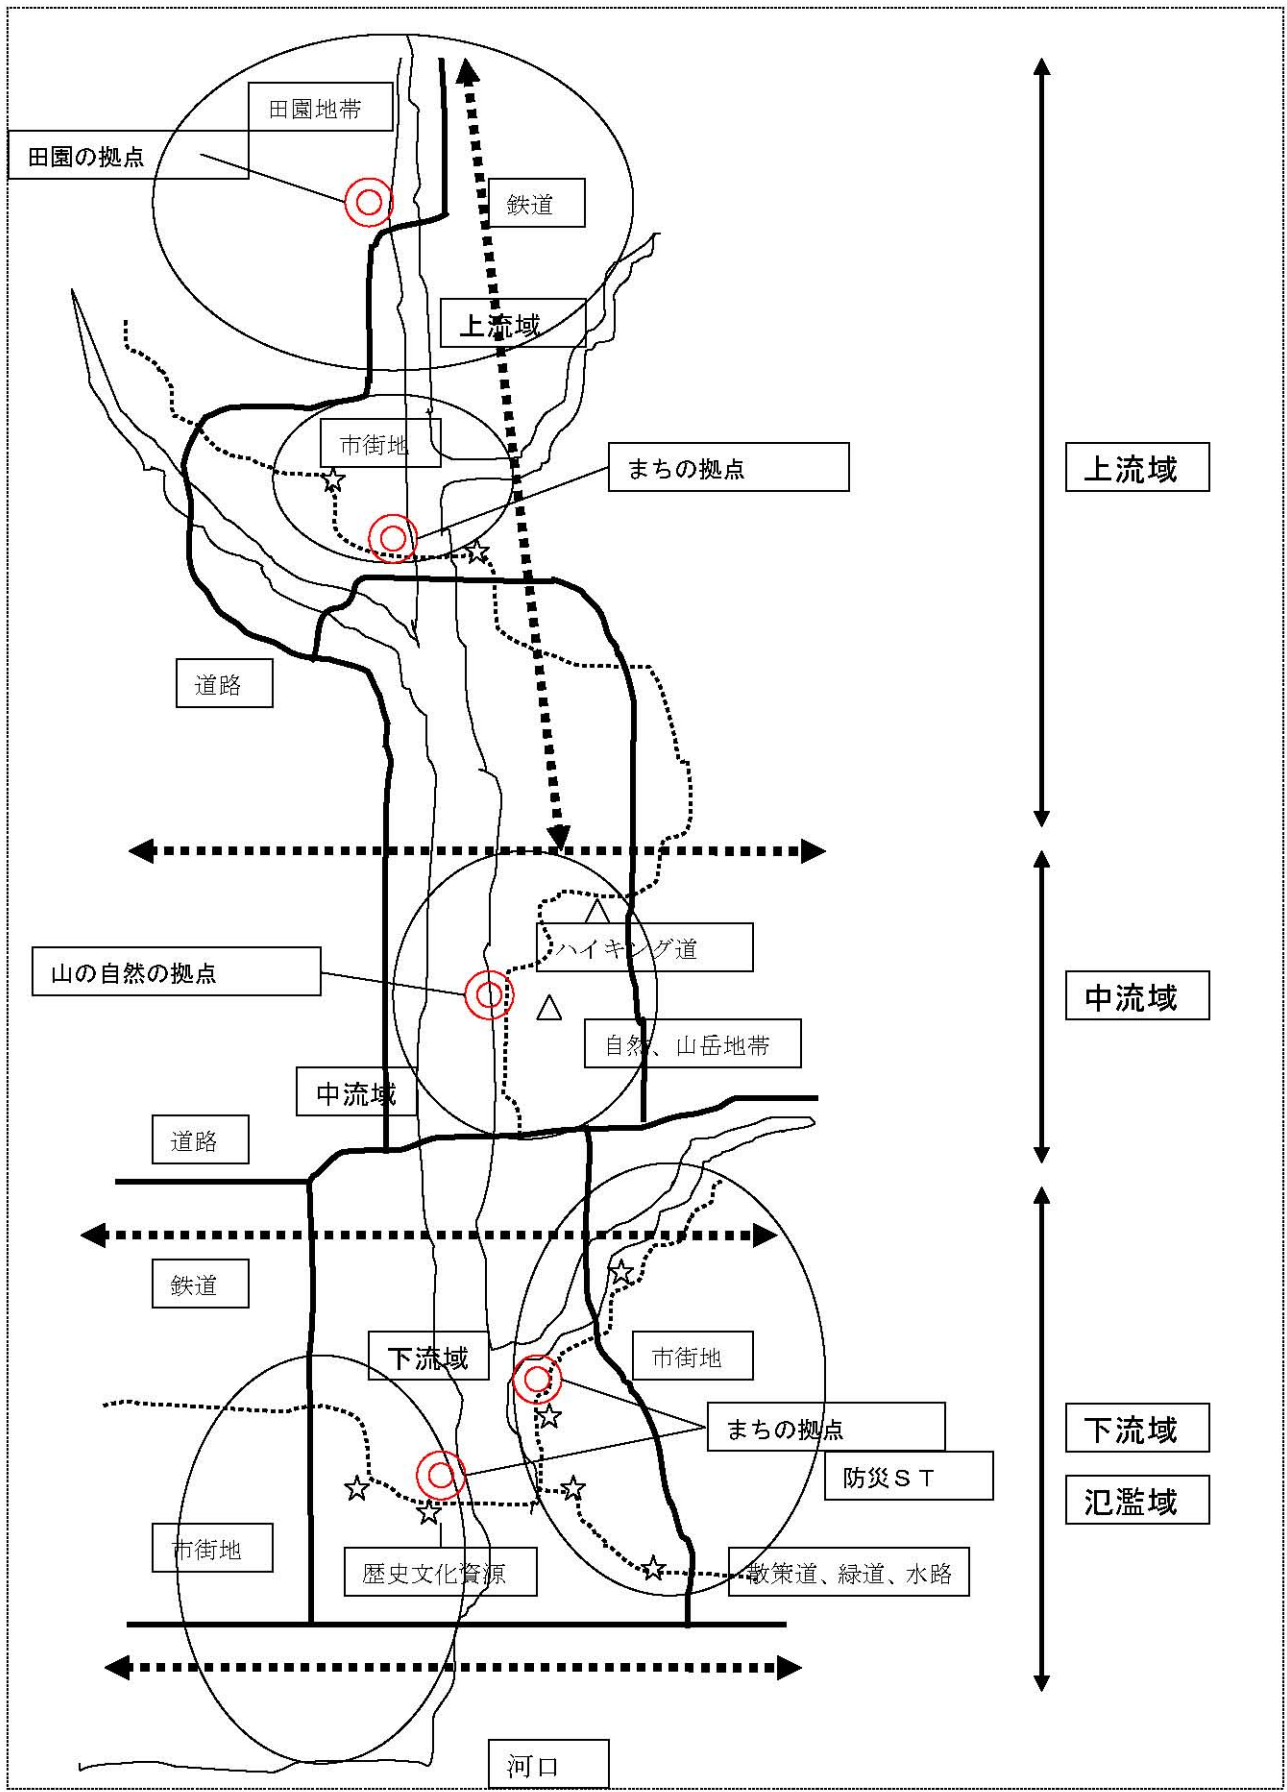 田園地帯
田園の拠点
鉄道
上流域
市街地
まちの拠点
上流域
道路
ハイキング道
山の自然の拠点
中流域
自然、山岳地帯
中流域
道路
鉄道
下流域
市街地
まちの拠点
下流域
防災ST
氾濫域
市街地
歴史文化資源
散策道、緑道、水路
河口